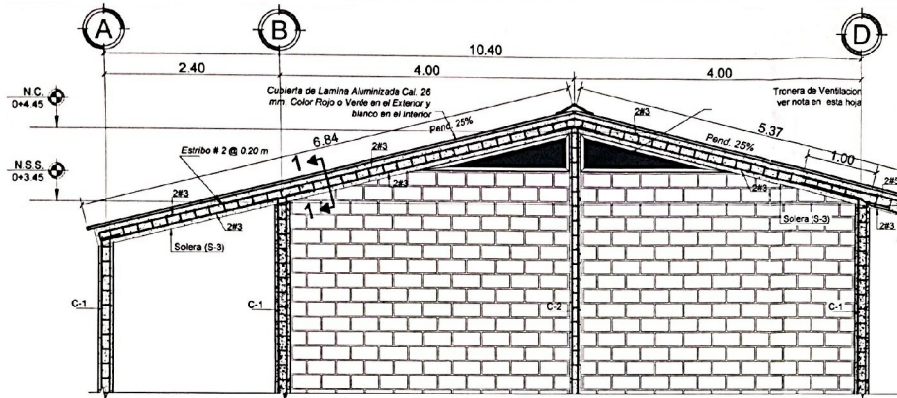 A
B
D
10.40
2.40
4.00
4.00
N.C.
0+4.45
Cubierta de Lamina Aluminizada Cal. 26
mm Color Rojo o Verde en el Exterior y
blanco en el interior
Tronera de Ventilacion
ver nota en esta hoja
Pend. 25%
2#3
6.84
5.37
Pend. 25%
1.00
N.S.S.
0+3.45
Estribo # 2 @ 0.20 m
1
2#3
2#3
2#3
1
2#3
2#3
Solera (S-3)
2#3
Solera (S-3)
2#3
C-1
C-1
C-2
C-1